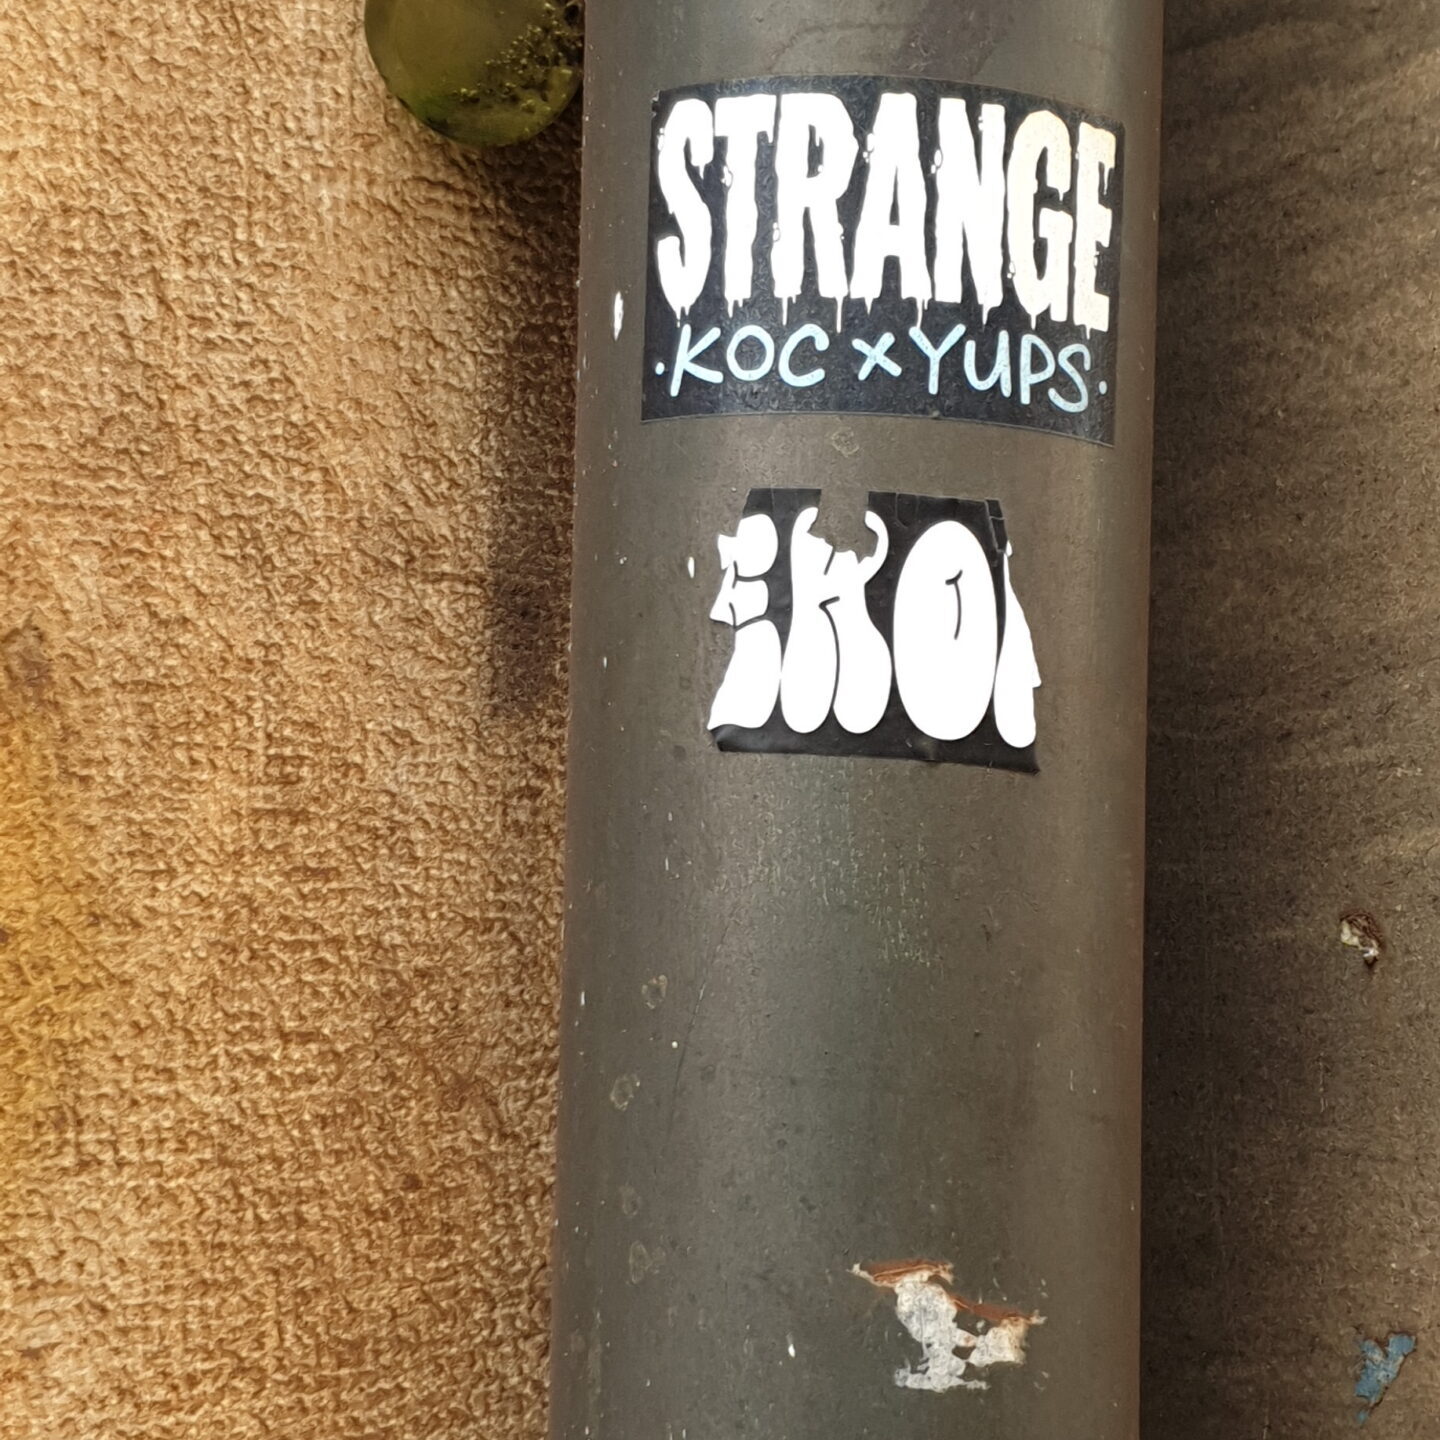 STRANGE
·KOC x YUPS·